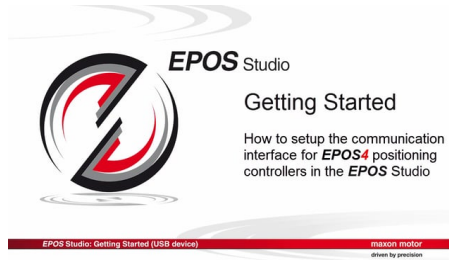 EPOS Studio
Getting Started
How to setup the communication
interface for EPOS4 positioning
controllers in the EPOS Studio
EPOS Studio: Getting Started (USB device)
maxon motor
driven by precision